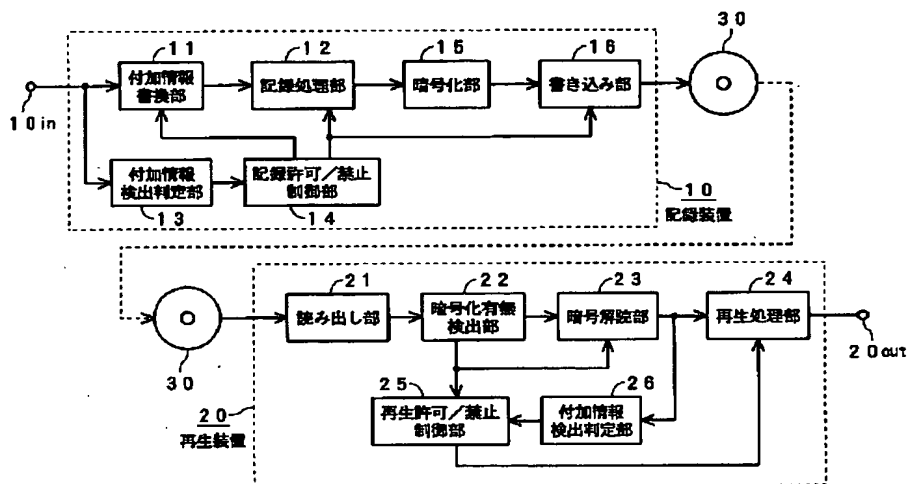 30
11
12
15
16
付加情報
書換部
記録処理部
暗号化部
書き込み部
10in
付加情報
検出判定部
記録許可／禁止
制御部
13
14
10
記録装置
21
22
23
24
読み出し部
暗号化有無
検出部
暗号解読部
再生処理部
30
20out
25
26
再生許可／禁止
制御部
付加情報
検出判定部
20
再生装置